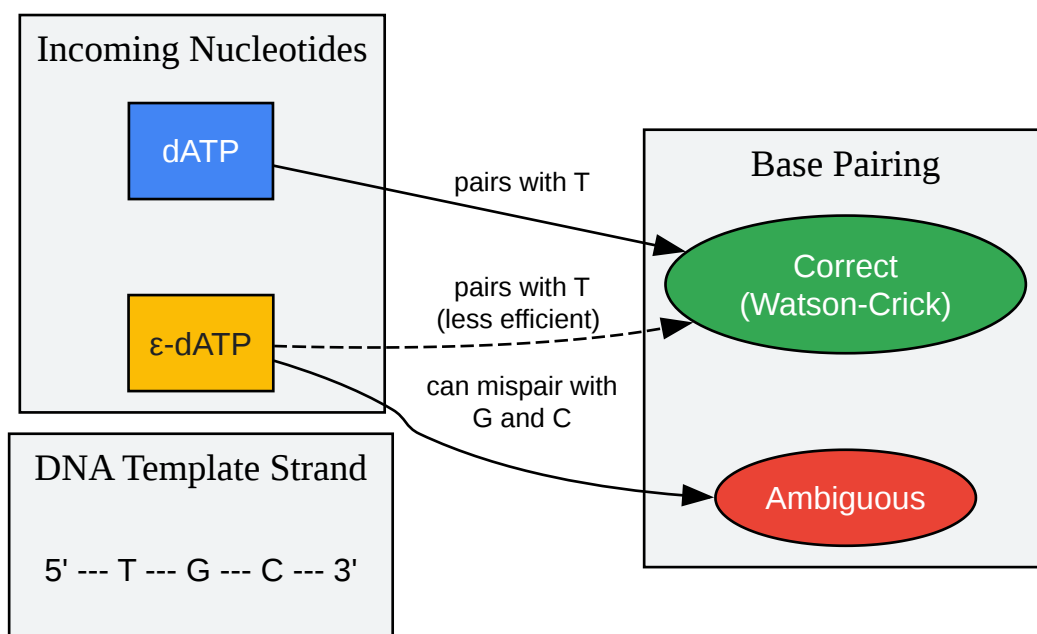 Incoming Nucleotides
dATP
ε-dATP
pairs with T
pairs with T
(less efficient)
can mispair with
G and C
Base Pairing
Correct
(Watson-Crick)
Ambiguous
DNA Template Strand
5' --- T --- G --- C --- 3'